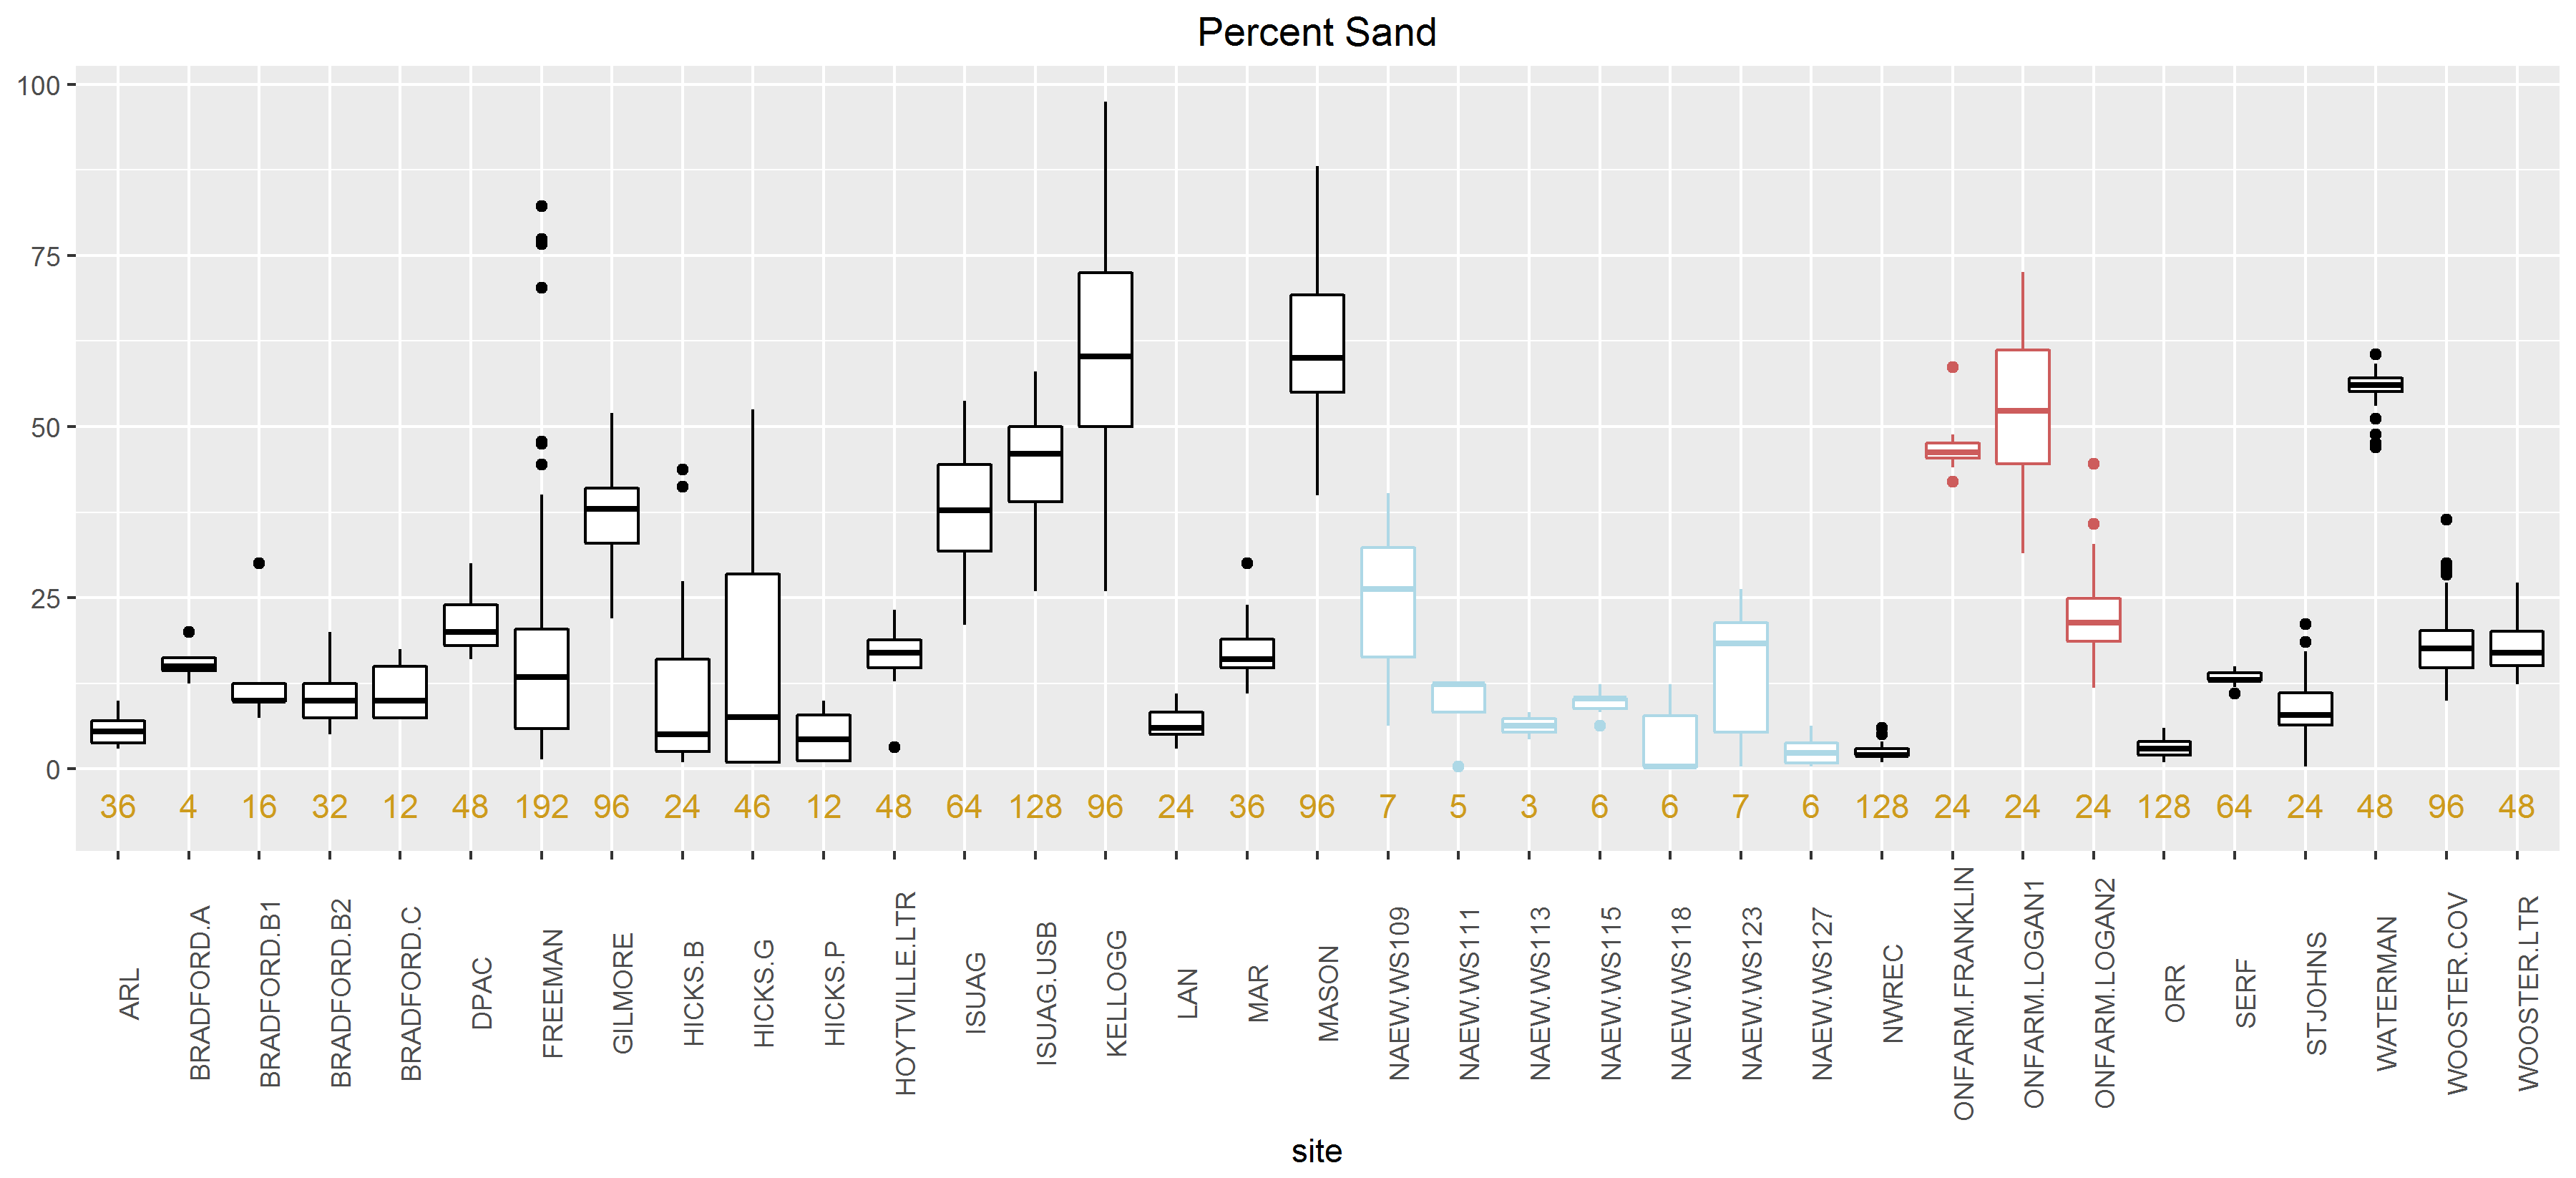 Percent Sand
100
75
50
25
0
36 4 16 32 12 48 192 96 24 46 12 48 64 128 96 24 36 96 7 5 3 6 6 7 6 128 24 24 24 128 64 24 48 96 48
ARL
BRADFORD.A
BRADFORD.B1
BRADFORD.B2
BRADFORD.C
DPAC
FREEMAN
GILMORE
HICKS.B
HICKS.G
HICKS.P
HOYTVILLE.LTR
ISUAG
ISUAG.USB
KELLOGG
LAN
MAR
MASON
NAEW.WS109
NAEW.WS111
NAEW.WS113
NAEW.WS115
NAEW.WS118
NAEW.WS123
NAEW.WS127
NWREC
ONFARM.FRANKLIN
ONFARM.LOGAN1
ONFARM.LOGAN2
ORR
SERF
STJOHNS
WATERMAN
WOOSTER.COV
WOOSTER.LTR
site